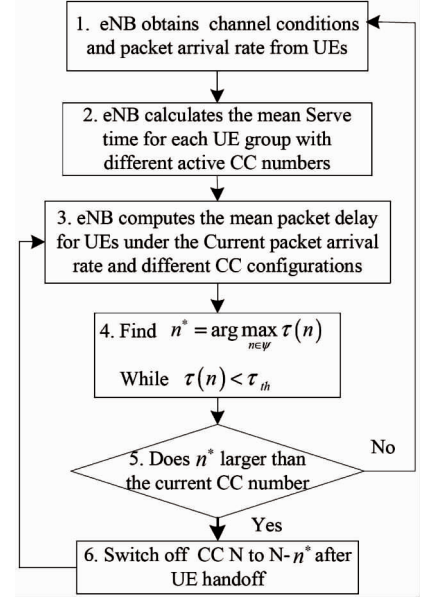 1. eNB obtains channel conditions
and packet arrival rate from UEs
2. eNB calculates the mean Serve
time for each UE group with
different active CC numbers
3. eNB computes the mean packet delay
for UEs under the Current packet arrival
rate and different CC configurations
4. Find n* = arg max τ(n)
n∈ψ
While τ(n) < τ_th
5. Does n* larger than
the current CC number
No
Yes
6. Switch off CC N to N-n* after
UE handoff